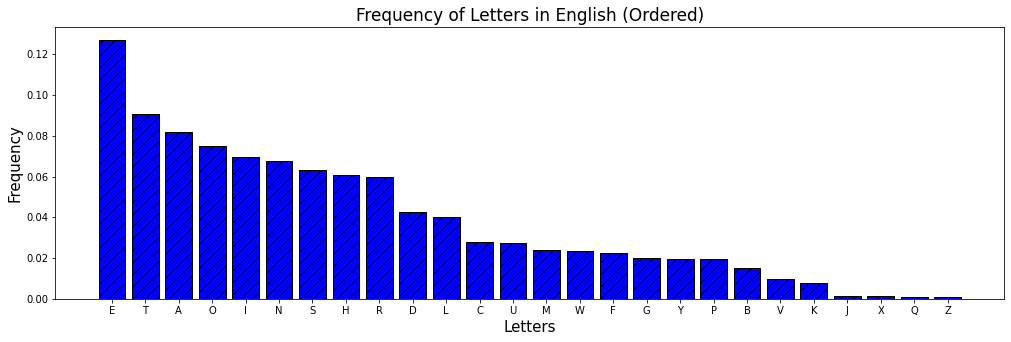 Frequency of Letters in English (Ordered)
Frequency
0.12
0.10
0.08
0.06
0.04
0.02
0.00
E T A O I N S H R D L C U M W F G Y P B V K J X Q Z
Letters